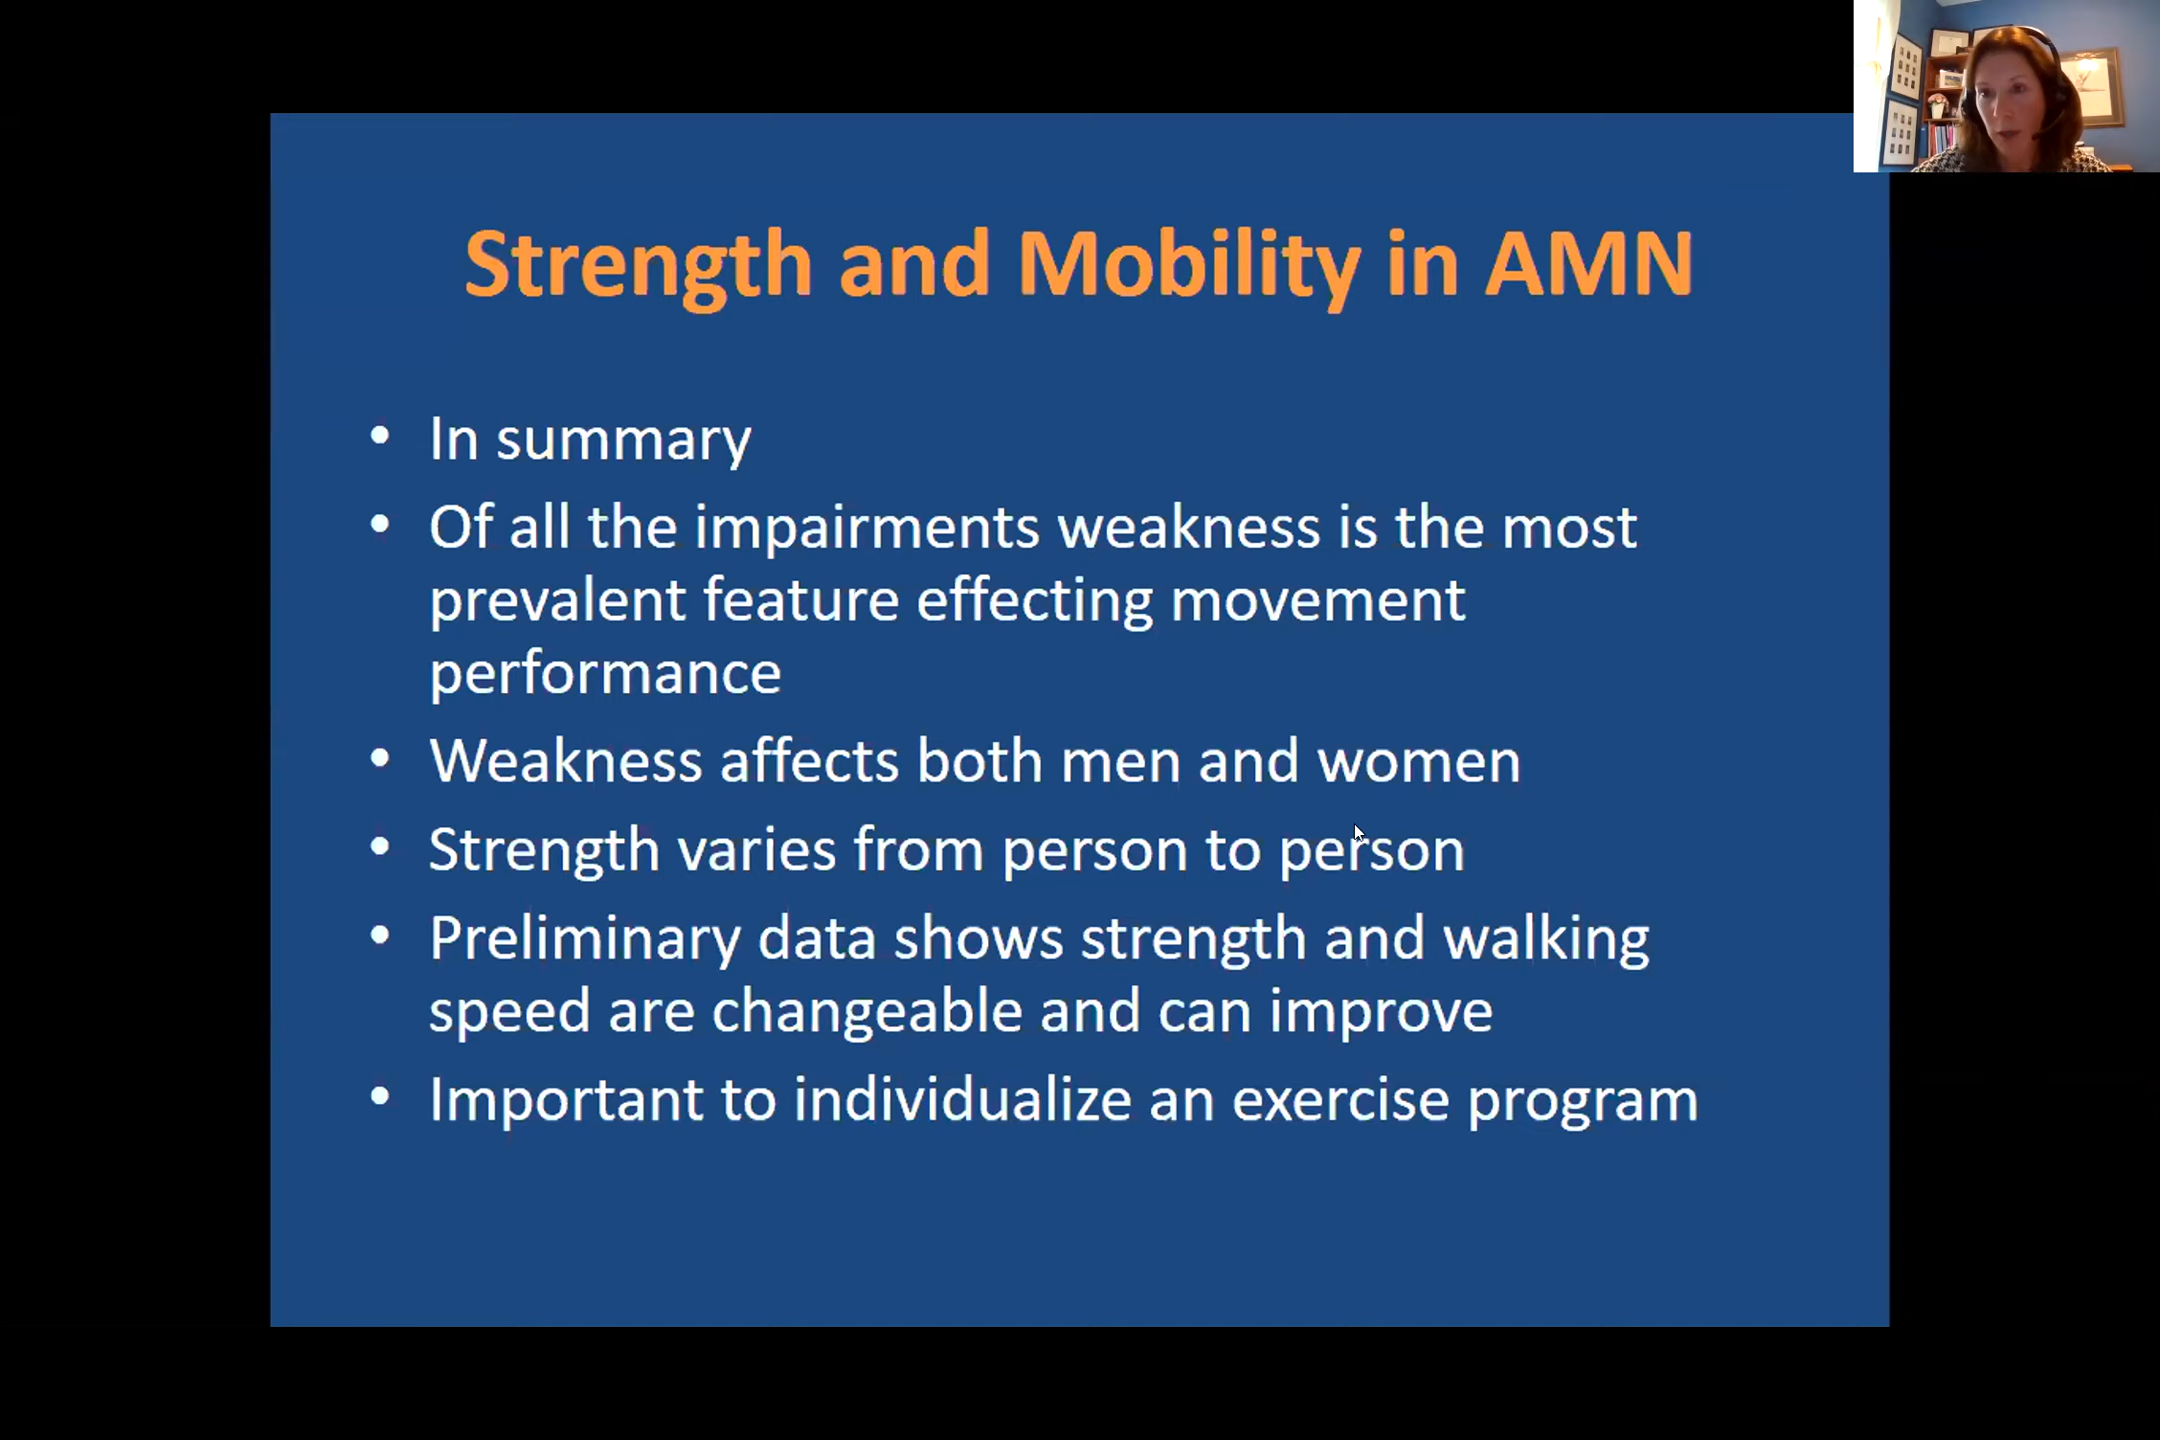 Strength and Mobility in AMN
• In summary
• Of all the impairments weakness is the most
prevalent feature effecting movement
performance
• Weakness affects both men and women
• Strength varies from person to person
• Preliminary data shows strength and walking
speed are changeable and can improve
• Important to individualize an exercise program